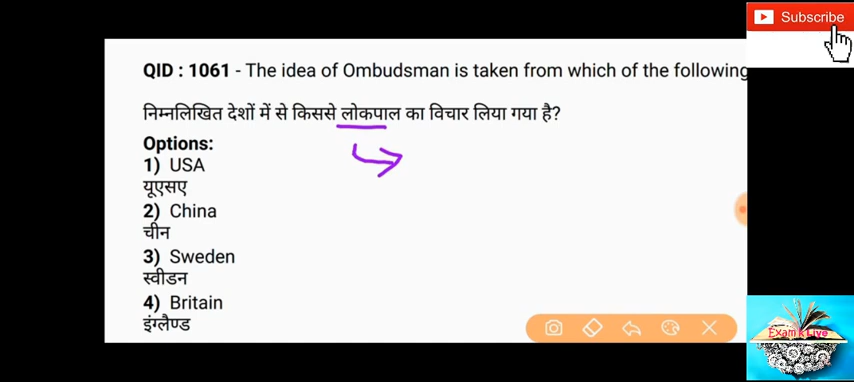 Subscribe
QID : 1061 - The idea of Ombudsman is taken from which of the following
निम्नलिखित देशों में से किससे लोकपाल का विचार लिया गया है?
Options:
1) USA
यूएसए
2) China
चीन
3) Sweden
स्वीडन
4) Britain
इंग्लैण्ड
Exam k Live